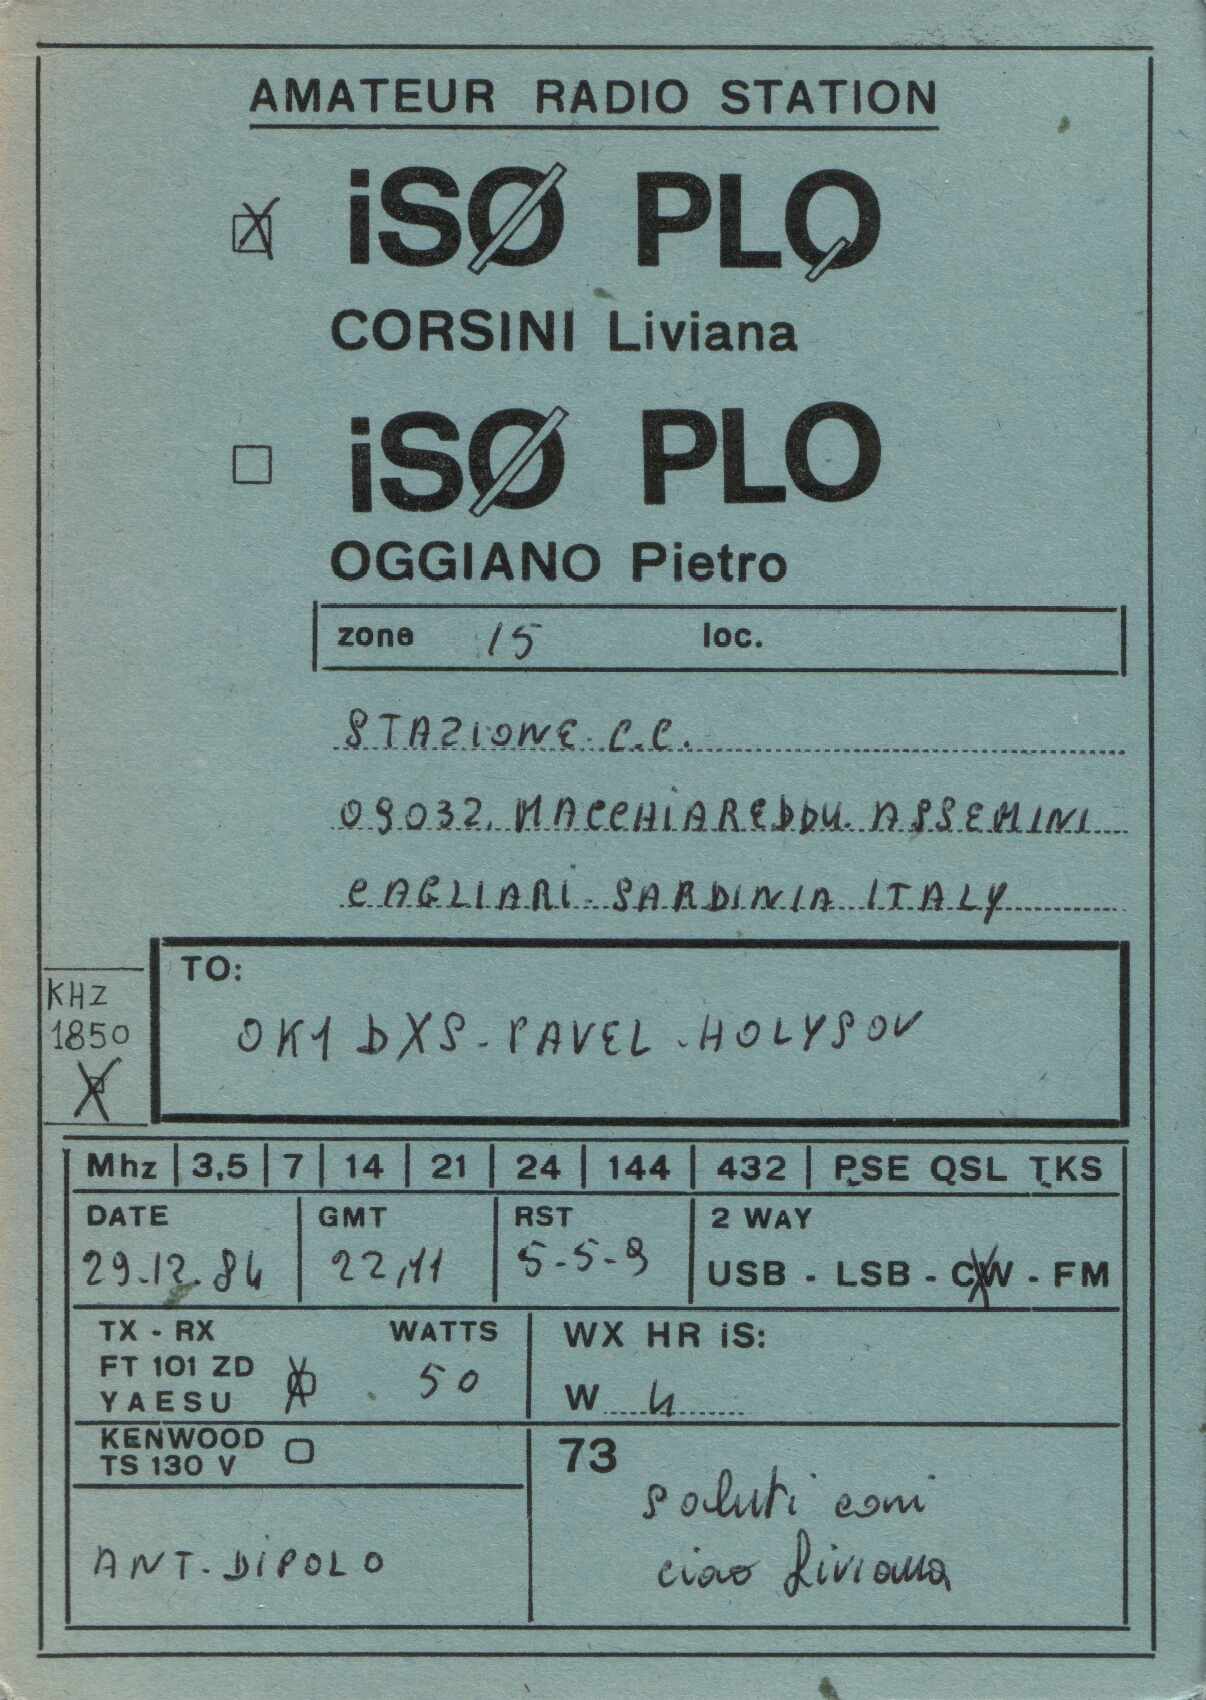 AMATEUR RADIO STATION
iSØ PLQ
CORSINI Liviana
iSØ PLO
OGGIANO Pietro
zone 15 loc.
STAZIONE. C.C.
09032. MACCHiAREDDU. ASSEMINI
CAGLIARi. SARDINIA ITALY
KHZ
1850
TO:
OK1DXS - PAVEL - HOLYSOV
Mhz | 3,5 | 7 | 14 | 21 | 24 | 144 | 432 | PSE QSL TKS
DATE GMT RST 2 WAY
29.12.84 22,11 5-5-9 USB - LSB - CW - FM
TX - RX WATTS WX HR iS:
FT 101 ZD
YAESU 50 W 4
KENWOOD
TS 130 V
73
saluti cari
ciao Liviana
ANT. DiPOLO